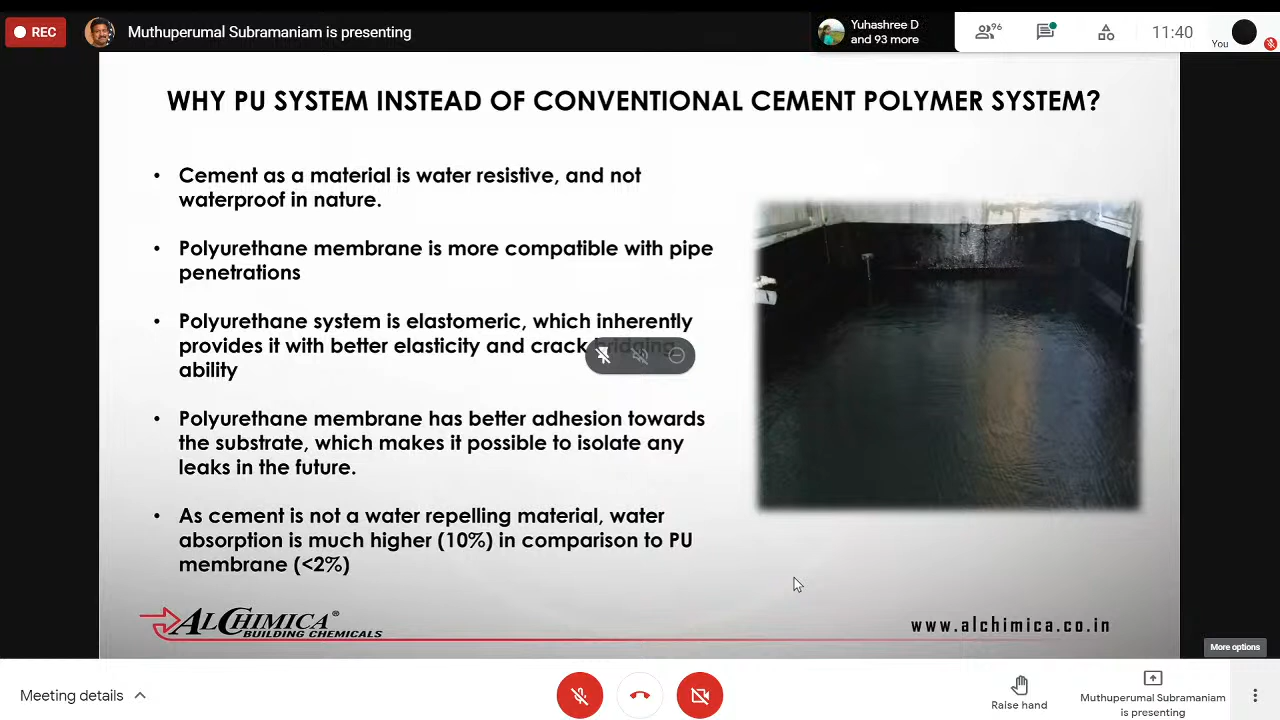 REC
Muthuperumal Subramaniam is presenting
Yuhashree D
and 93 more
96
11:40
You
WHY PU SYSTEM INSTEAD OF CONVENTIONAL CEMENT POLYMER SYSTEM?
• Cement as a material is water resistive, and not
waterproof in nature.
• Polyurethane membrane is more compatible with pipe
penetrations
• Polyurethane system is elastomeric, which inherently
provides it with better elasticity and crack bridging
ability
• Polyurethane membrane has better adhesion towards
the substrate, which makes it possible to isolate any
leaks in the future.
• As cement is not a water repelling material, water
absorption is much higher (10%) in comparison to PU
membrane (<2%)
ALCHIMICA®
BUILDING CHEMICALS
www.alchimica.co.in
More options
Meeting details
Raise hand
Muthuperumal Subramaniam
is presenting